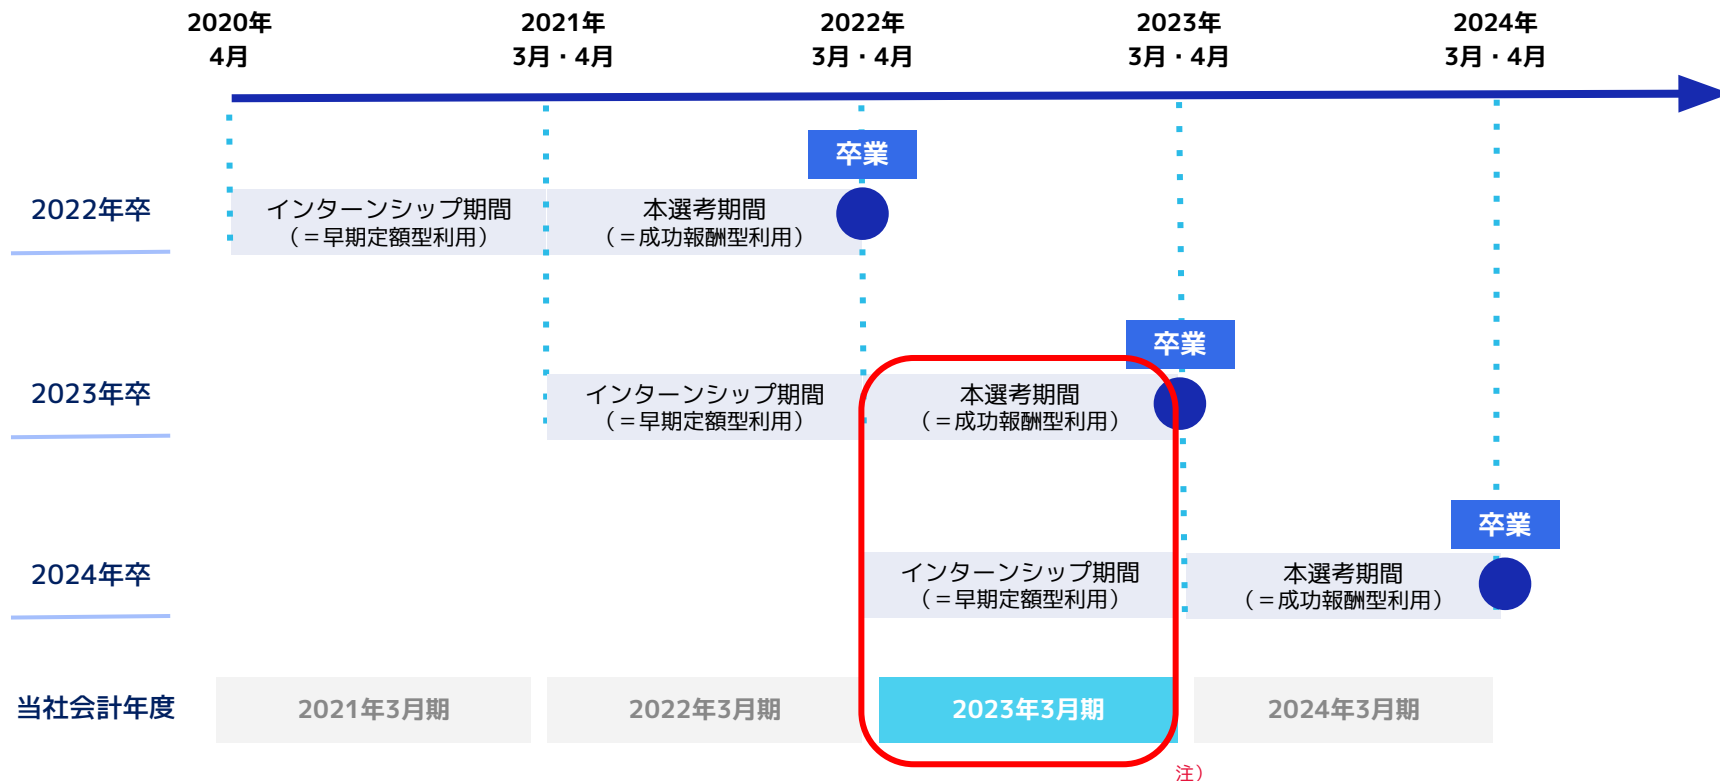 2020年
4月
2021年
3月・4月
2022年
3月・4月
2023年
3月・4月
2024年
3月・4月
卒業
2022年卒
インターンシップ期間
（＝早期定額型利用）
本選考期間
（＝成功報酬型利用）
卒業
2023年卒
インターンシップ期間
（＝早期定額型利用）
本選考期間
（＝成功報酬型利用）
卒業
2024年卒
インターンシップ期間
（＝早期定額型利用）
本選考期間
（＝成功報酬型利用）
当社会計年度
2021年3月期
2022年3月期
2023年3月期
2024年3月期
注）